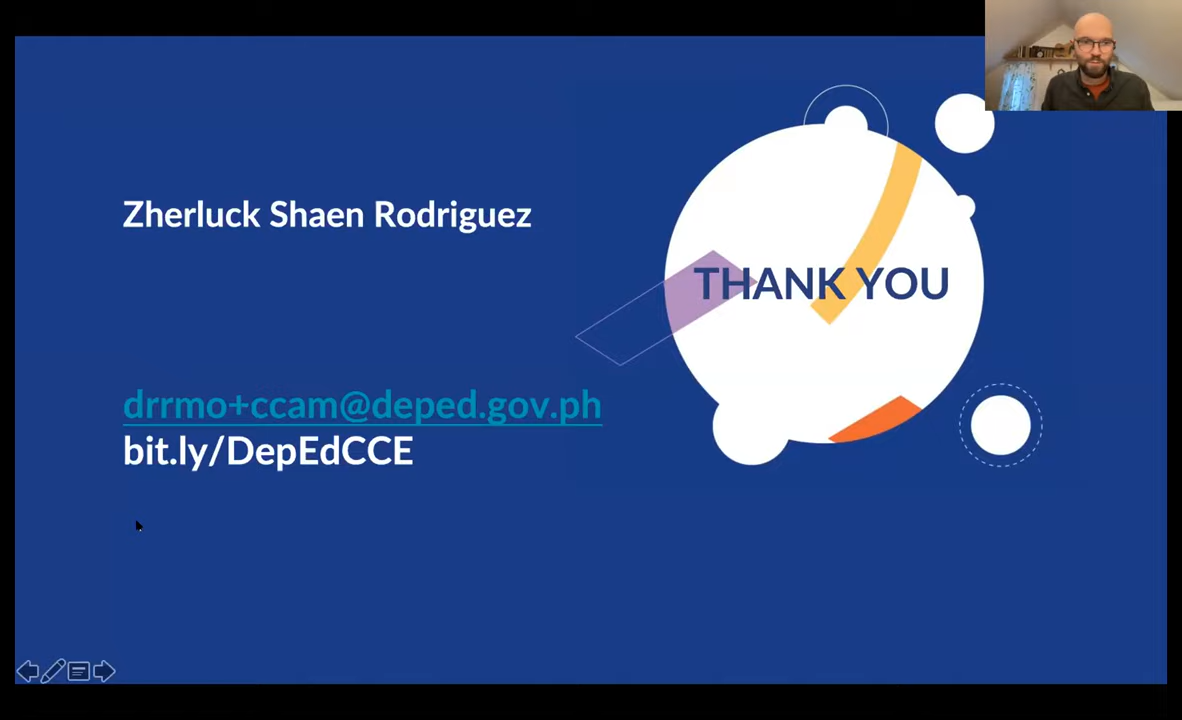 Zherluck Shaen Rodriguez
THANK YOU
drrmo+ccam@deped.gov.ph
bit.ly/DepEdCCE